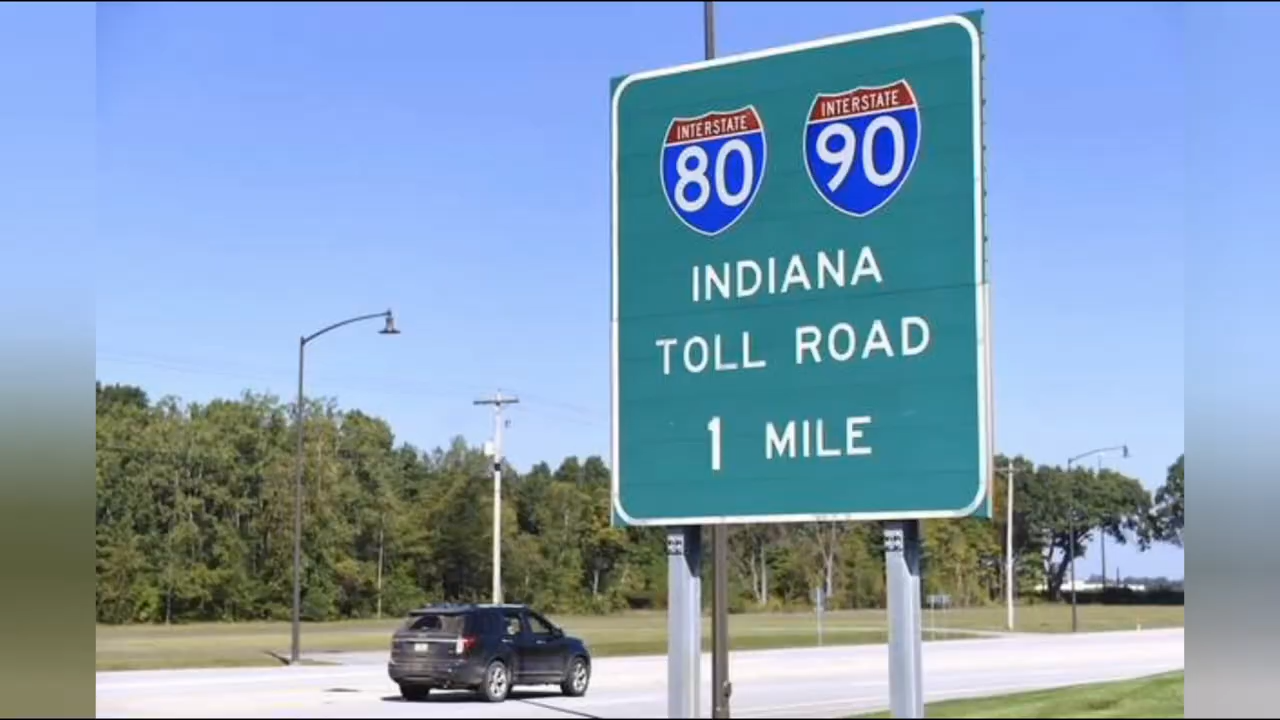 INTERSTATE INTERSTATE
80 90
INDIANA
TOLL ROAD
1 MILE